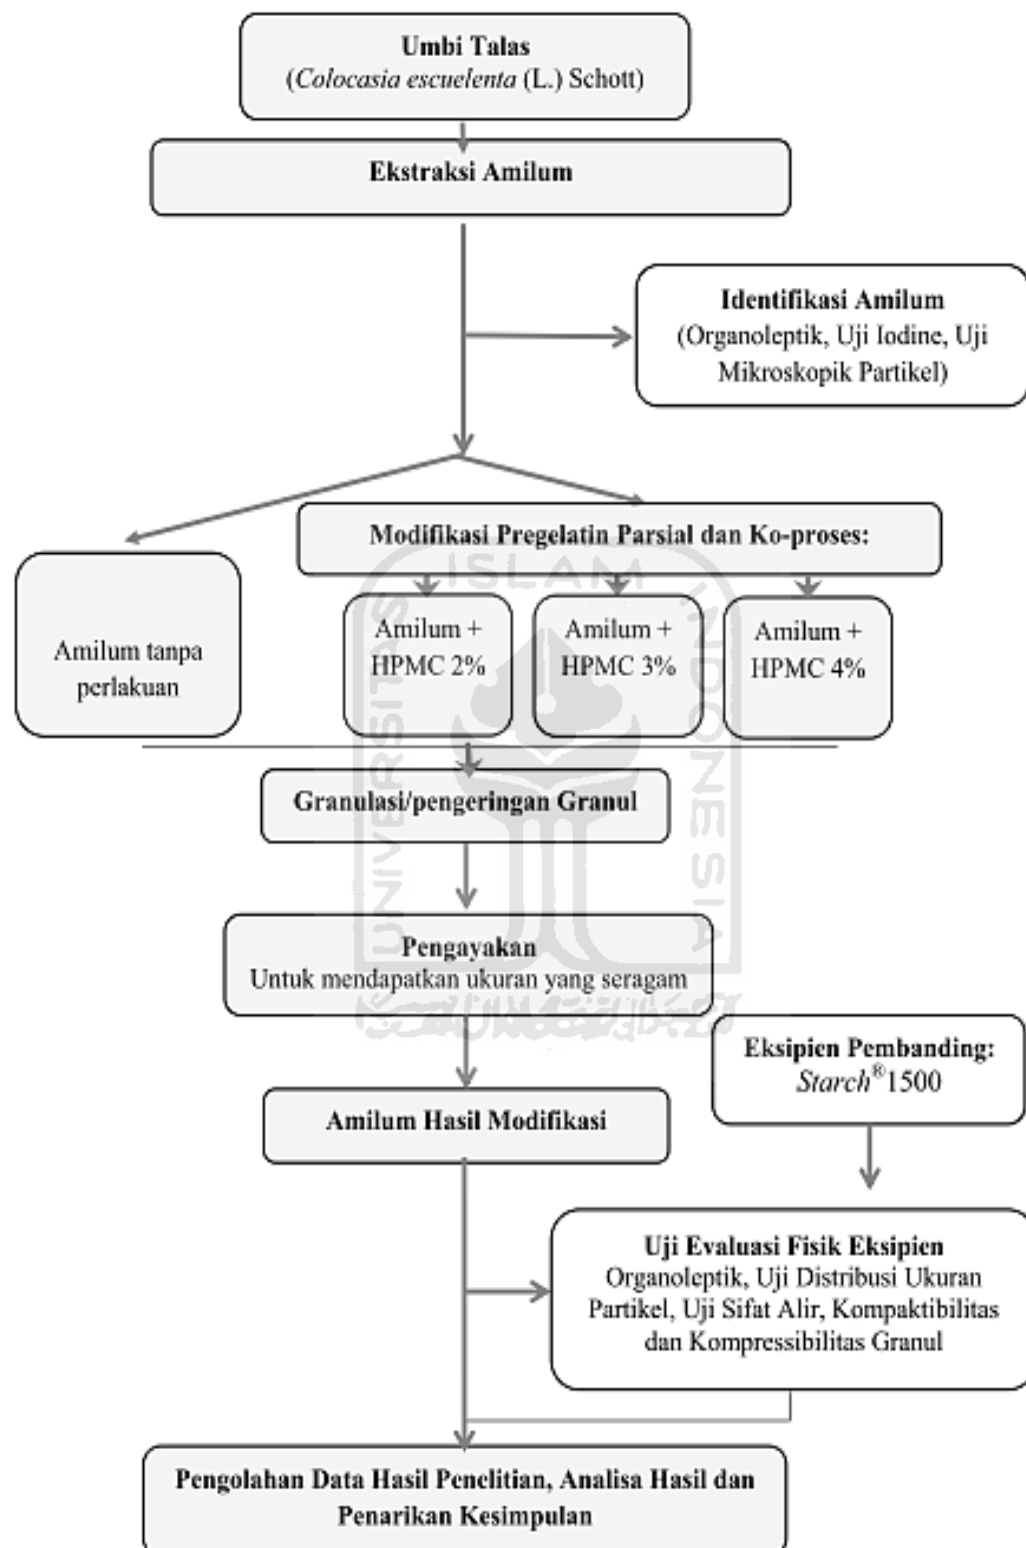 Umbi Talas
(Colocasia escuelenta (L.) Schott)
Ekstraksi Amilum
Identifikasi Amilum
(Organoleptik, Uji Iodine, Uji
Mikroskopik Partikel)
Modifikasi Pregelatin Parsial dan Ko-proses:
Amilum tanpa
perlakuan
Amilum +
HPMC 2%
Amilum +
HPMC 3%
Amilum +
HPMC 4%
Granulasi/pengeringan Granul
Pengayakan
Untuk mendapatkan ukuran yang seragam
Eksipien Pembanding:
Starch®1500
Amilum Hasil Modifikasi
Uji Evaluasi Fisik Eksipien
Organoleptik, Uji Distribusi Ukuran
Partikel, Uji Sifat Alir, Kompaktibilitas
dan Kompressibilitas Granul
Pengolahan Data Hasil Penelitian, Analisa Hasil dan
Penarikan Kesimpulan
UNIVERSITAS
ISLAM
INDONESIA